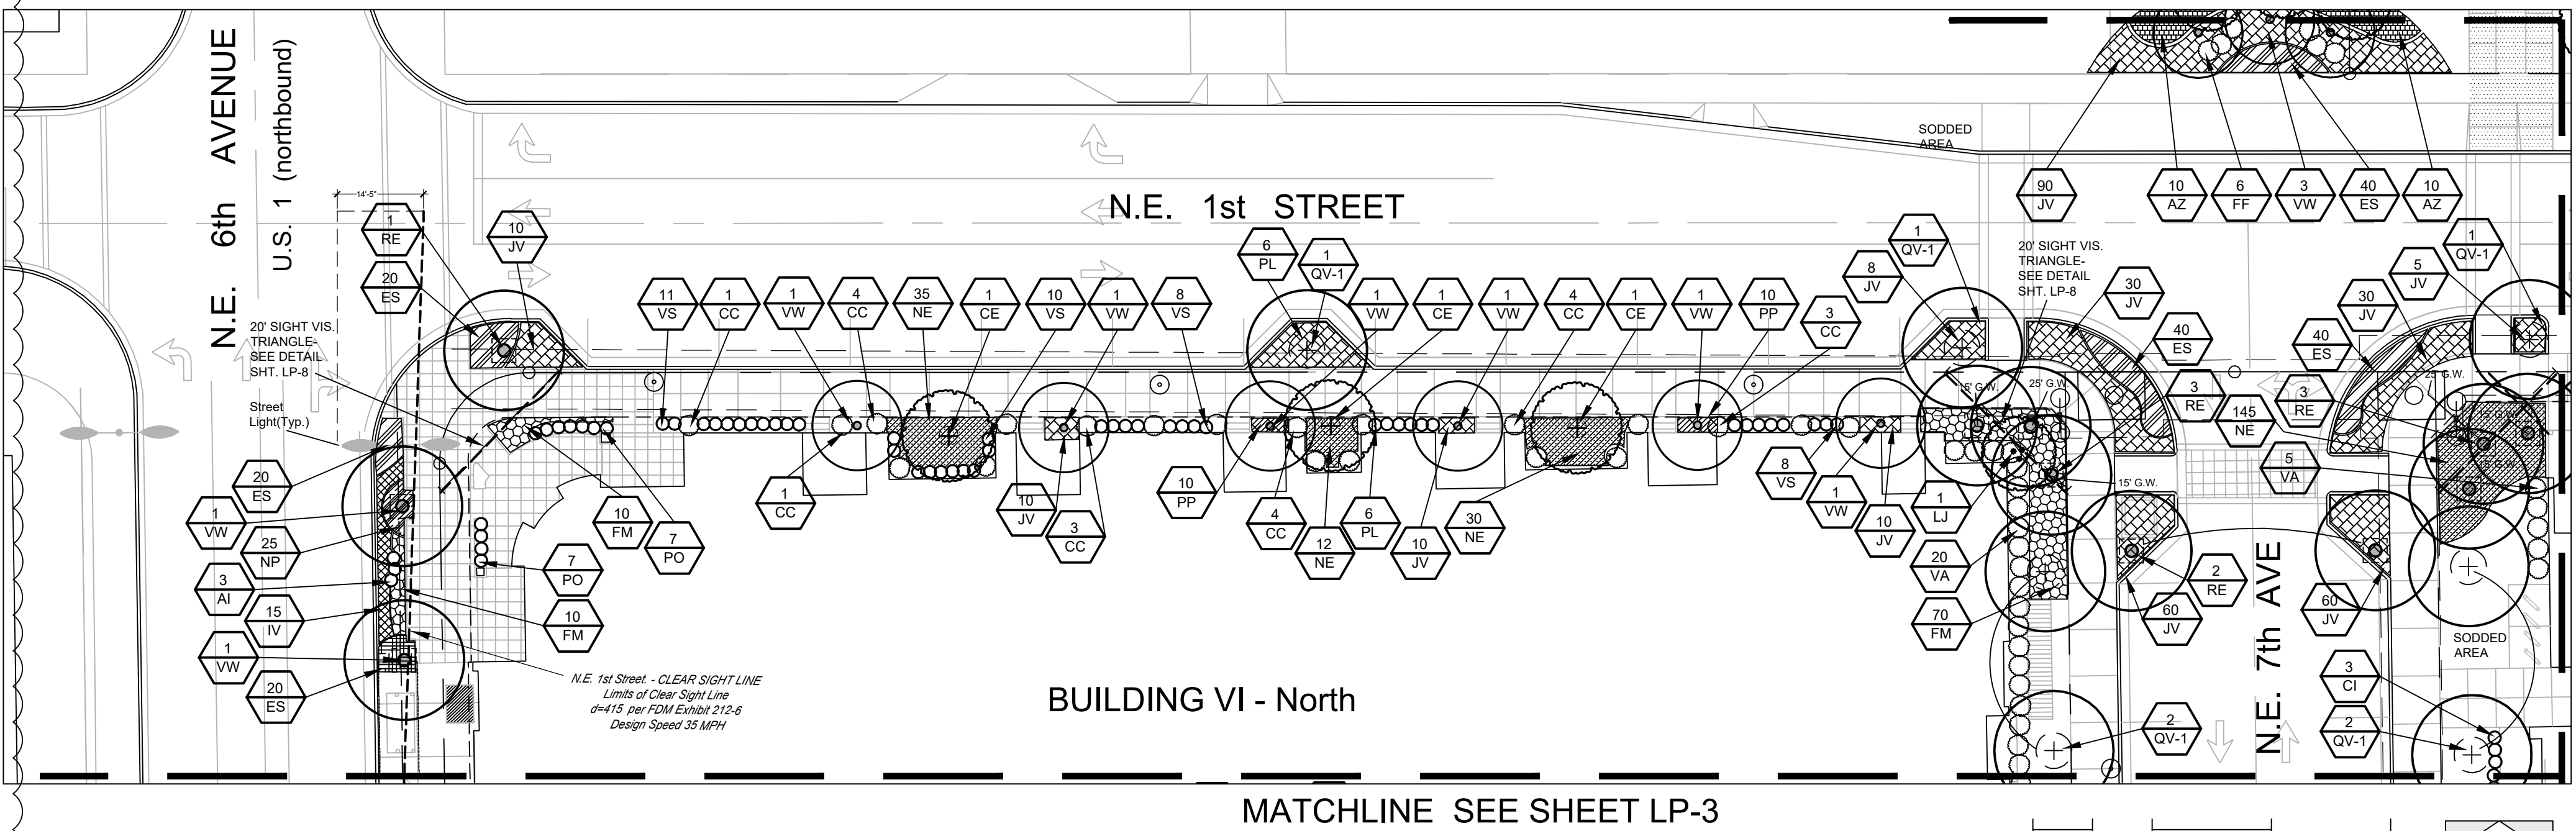 N.E. 6th AVENUE
U.S. 1 (northbound)
14'-5"
N.E. 1st STREET
SODDED
AREA
90
JV
10
AZ
6
FF
3
VW
40
ES
10
AZ
1
RE
10
JV
20
ES
20' SIGHT VIS.
TRIANGLE-
SEE DETAIL
SHT. LP-8
Street
Light(Typ.)
11
VS
1
CC
1
VW
4
CC
35
NE
1
CE
10
VS
1
VW
8
VS
6
PL
1
QV-1
1
VW
1
CE
1
VW
4
CC
1
CE
1
VW
10
PP
3
CC
8
JV
1
QV-1
20' SIGHT VIS.
TRIANGLE-
SEE DETAIL
SHT. LP-8
30
JV
40
ES
3
RE
145
NE
40
ES
30
JV
5
JV
1
QV-1
3
RE
5
VA
15' G.W.
25' G.W.
25' G.W.
15' G.W.
20
ES
1
VW
25
NP
3
AI
15
IV
1
VW
20
ES
10
FM
7
PO
7
PO
10
FM
1
CC
10
JV
3
CC
10
PP
4
CC
12
NE
6
PL
10
JV
30
NE
8
VS
1
VW
10
JV
1
LJ
20
VA
70
FM
2
RE
60
JV
60
JV
3
CI
2
QV-1
2
QV-1
SODDED
AREA
N.E. 7th AVE
N.E. 1st Street. - CLEAR SIGHT LINE
Limits of Clear Sight Line
d=415 per FDM Exhibit 212-6
Design Speed 35 MPH
BUILDING VI - North
MATCHLINE SEE SHEET LP-3